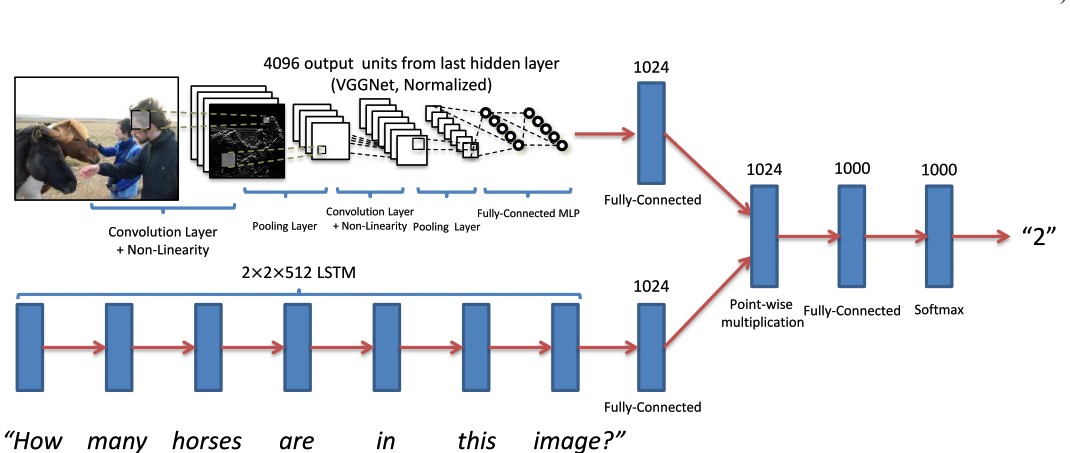 4096 output units from last hidden layer
(VGGNet, Normalized)
1024
Fully-Connected
Convolution Layer
+ Non-Linearity
Pooling Layer
Convolution Layer
+ Non-Linearity
Pooling Layer
Fully-Connected MLP
2×2×512 LSTM
1024
Fully-Connected
1024
Point-wise
multiplication
1000
Fully-Connected
1000
Softmax
“2”
“How many horses are in this image?”